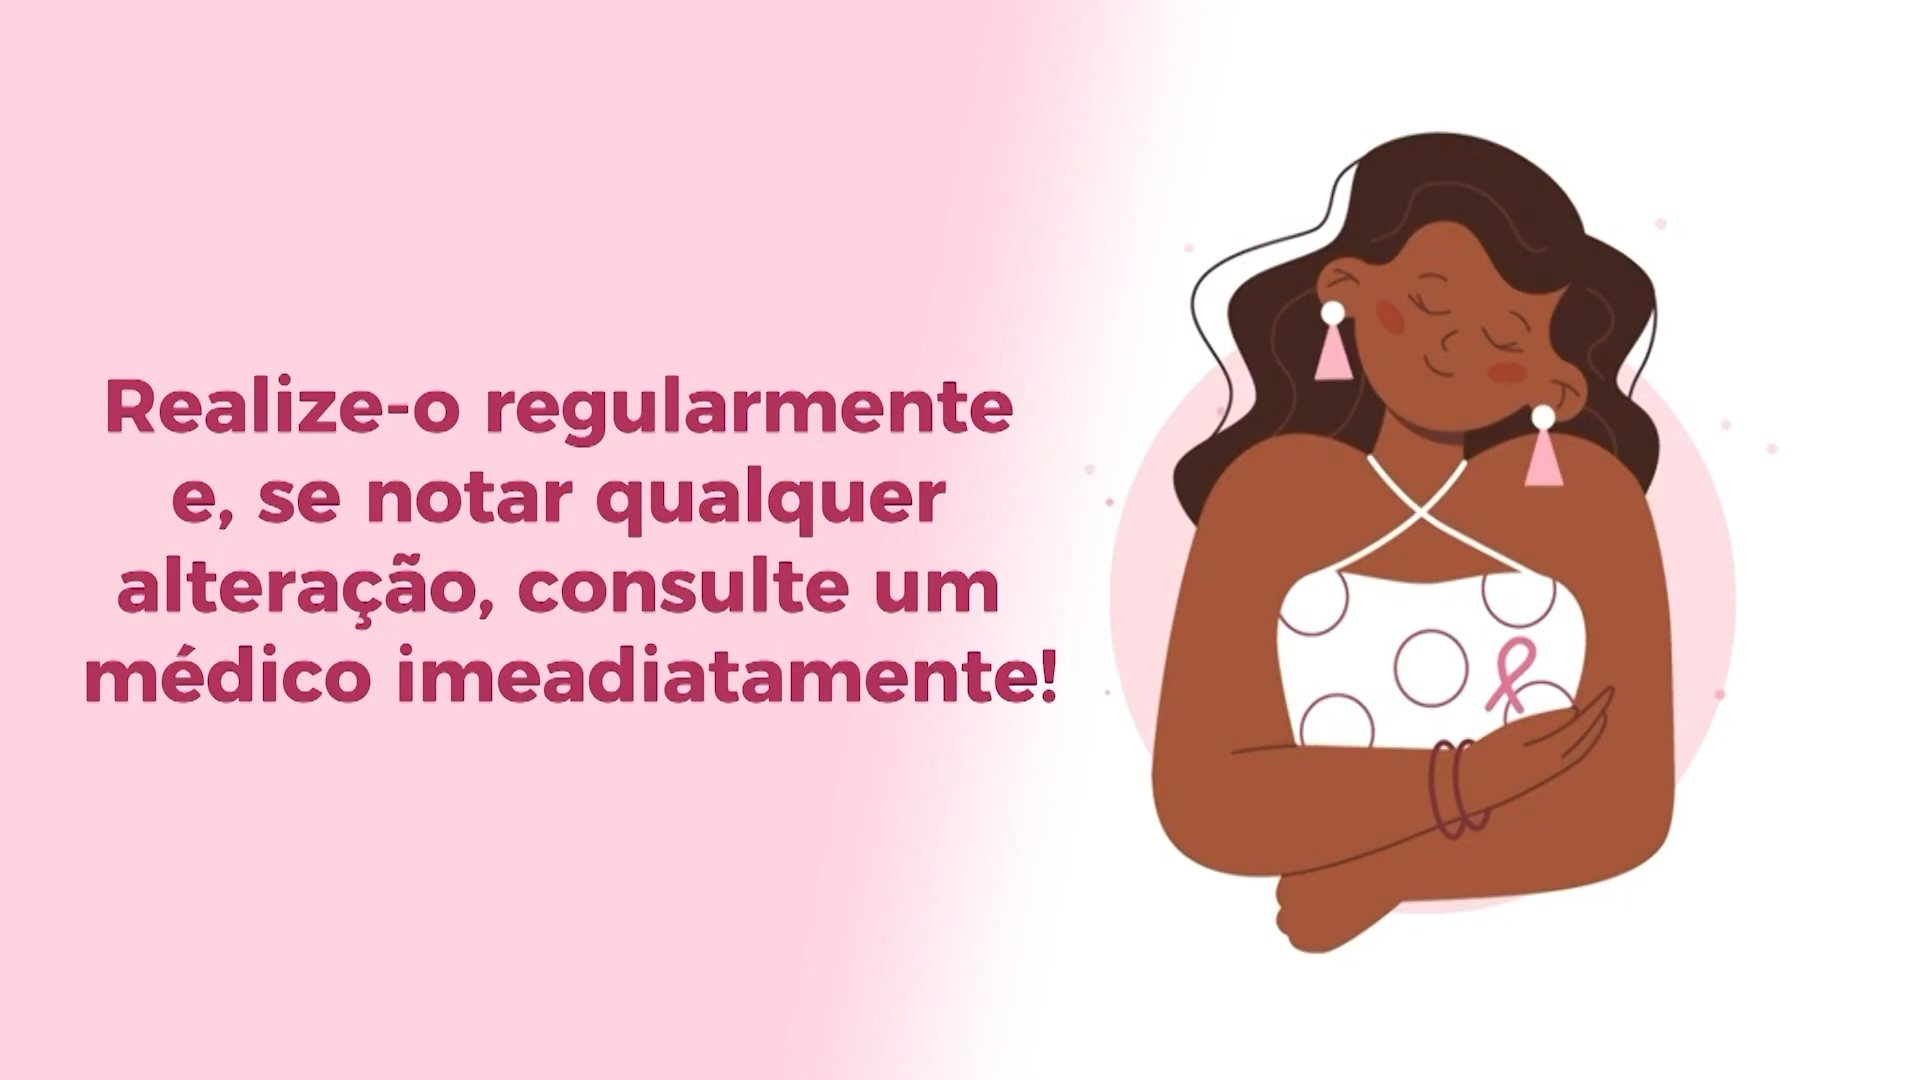 Realize-o regularmente
e, se notar qualquer
alteração, consulte um
médico imeadiatamente!